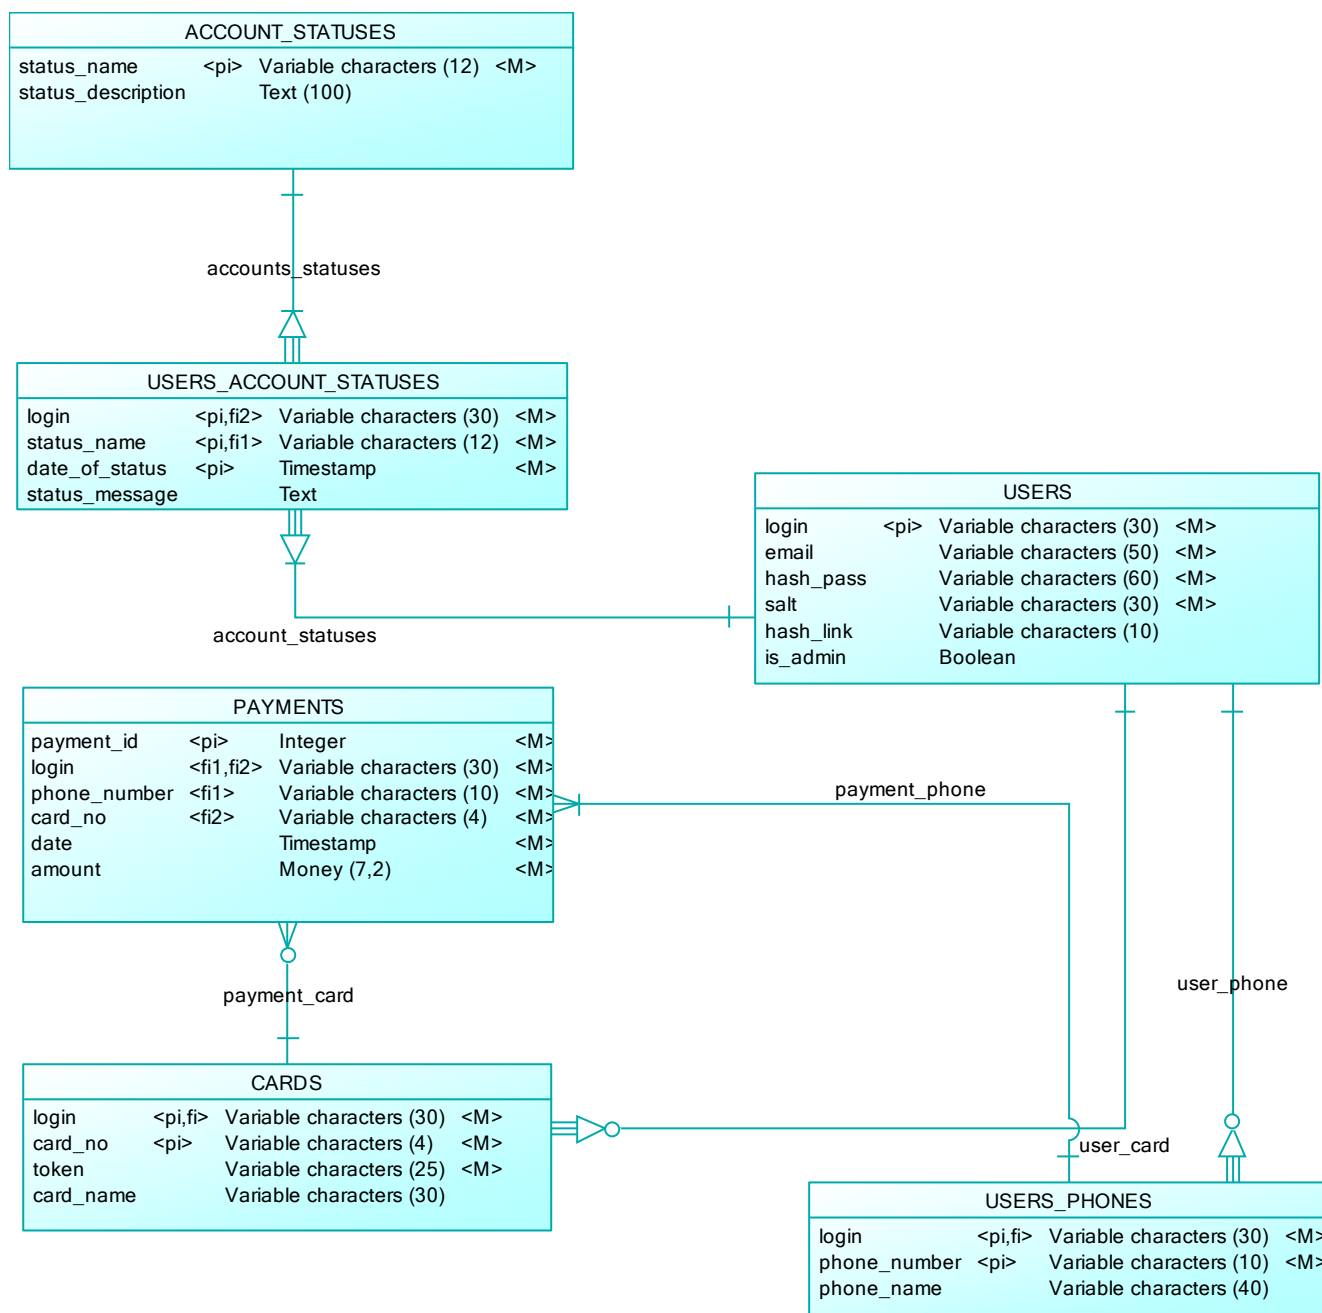 ACCOUNT_STATUSES
status_name <pi> Variable characters (12) <M>
status_description Text (100)
accounts_statuses
USERS_ACCOUNT_STATUSES
login <pi,fi2> Variable characters (30) <M>
status_name <pi,fi1> Variable characters (12) <M>
date_of_status <pi> Timestamp <M>
status_message Text
account_statuses
USERS
login <pi> Variable characters (30) <M>
email Variable characters (50) <M>
hash_pass Variable characters (60) <M>
salt Variable characters (30) <M>
hash_link Variable characters (10)
is_admin Boolean
PAYMENTS
payment_id <pi> Integer <M>
login <fi1,fi2> Variable characters (30) <M>
phone_number <fi1> Variable characters (10) <M>
card_no <fi2> Variable characters (4) <M>
date Timestamp <M>
amount Money (7,2) <M>
payment_phone
payment_card
user_phone
CARDS
login <pi,fi> Variable characters (30) <M>
card_no <pi> Variable characters (4) <M>
token Variable characters (25) <M>
card_name Variable characters (30)
user_card
USERS_PHONES
login <pi,fi> Variable characters (30) <M>
phone_number <pi> Variable characters (10) <M>
phone_name Variable characters (40)